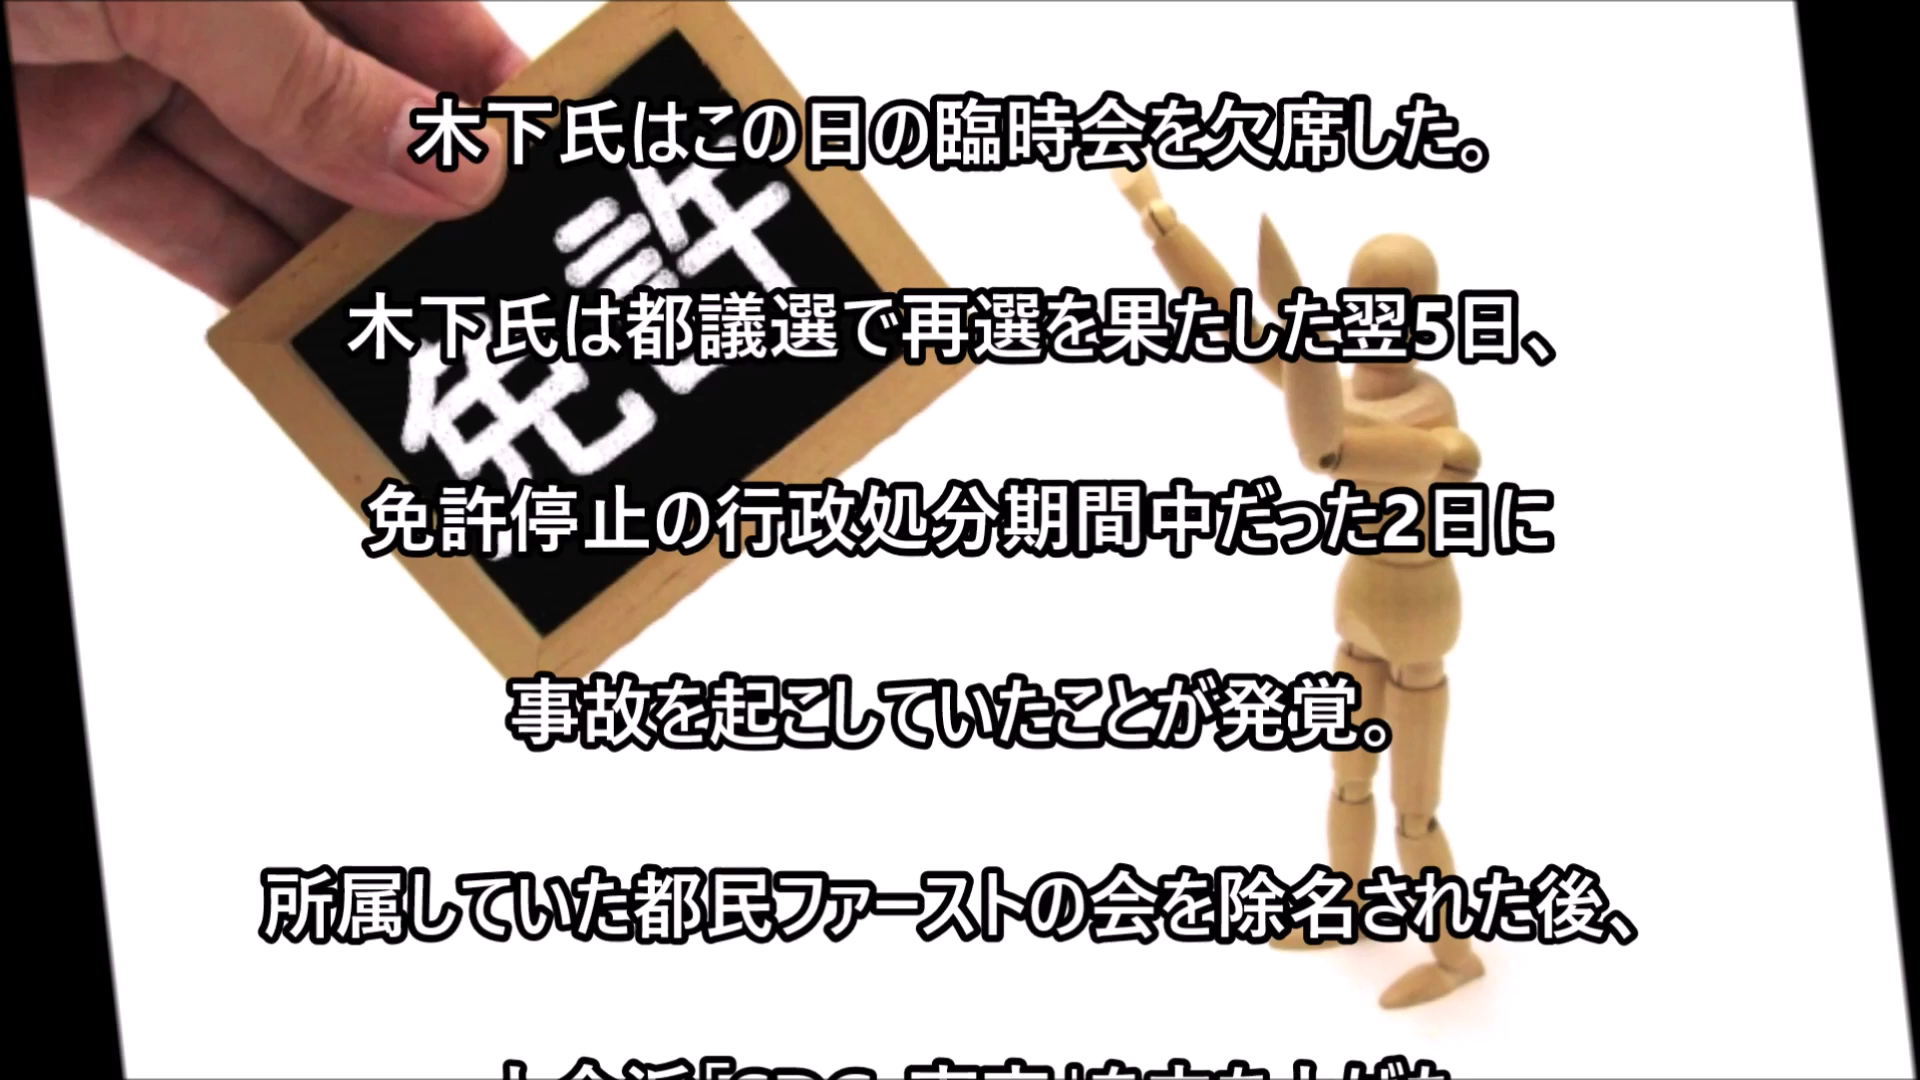 木下氏はこの日の臨時会を欠席した。
木下氏は都議選で再選を果たした翌5日、
免許停止の行政処分期間中だった2日に
事故を起こしていたことが発覚。
所属していた都民ファーストの会を除名された後、
免許